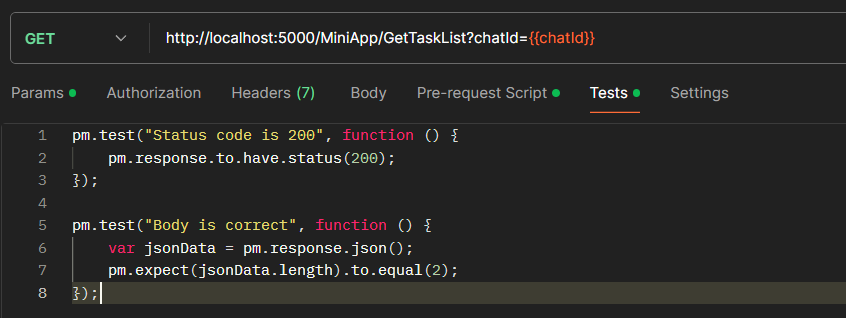 GET http://localhost:5000/MiniApp/GetTaskList?chatId={{chatId}}
Params Authorization Headers (7) Body Pre-request Script Tests Settings
1 pm.test("Status code is 200", function () {
2     pm.response.to.have.status(200);
3 });
4
5 pm.test("Body is correct", function () {
6     var jsonData = pm.response.json();
7     pm.expect(jsonData.length).to.equal(2);
8 });